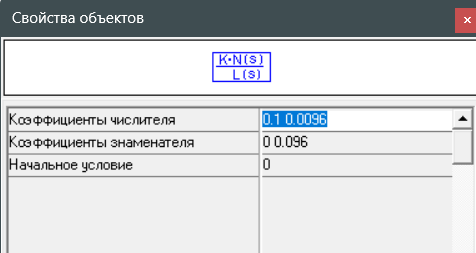 Свойства объектов
K·N(s)
L(s)
Коэффициенты числителя 0.1 0.0096
Коэффициенты знаменателя 0 0.096
Начальное условие 0